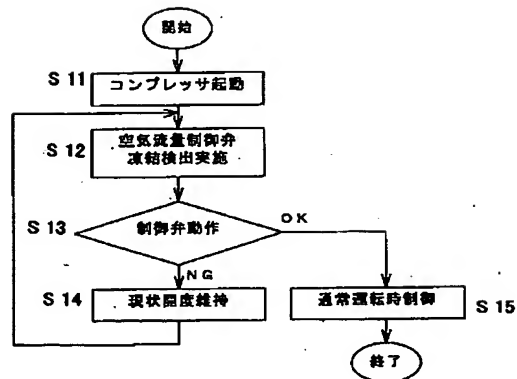 開始
S 11
コンプレッサ起動
S 12
空気流量制御弁
凍結検出実施
S 13
制御弁動作
OK
NG
S 14
現状開度維持
通常運転時制御
S 15
終了